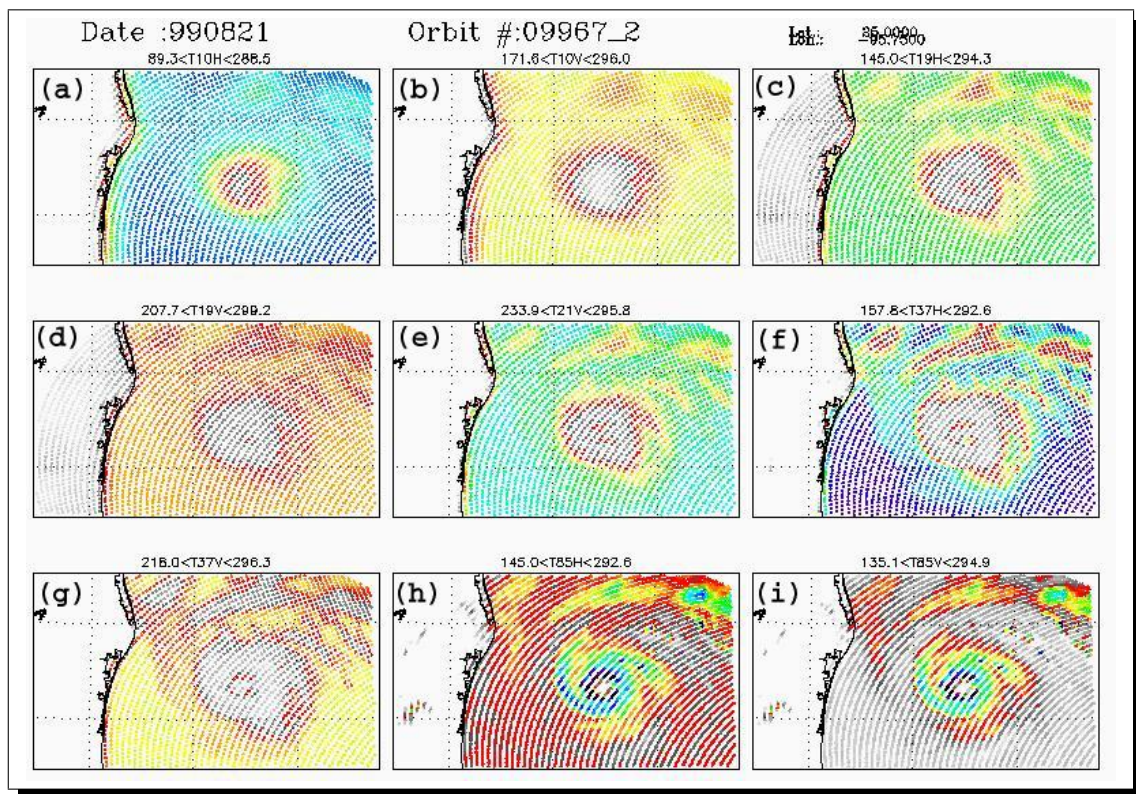 Date :990821 Orbit #:09967_2
89.3<T10H<288.5 171.6<T10V<296.0 145.0<T19H<294.3
(a) (b) (c)
207.7<T19V<299.2 233.9<T21V<295.8 157.8<T37H<292.6
(d) (e) (f)
218.0<T37V<296.3 145.0<T85H<292.6 135.1<T85V<294.9
(g) (h) (i)